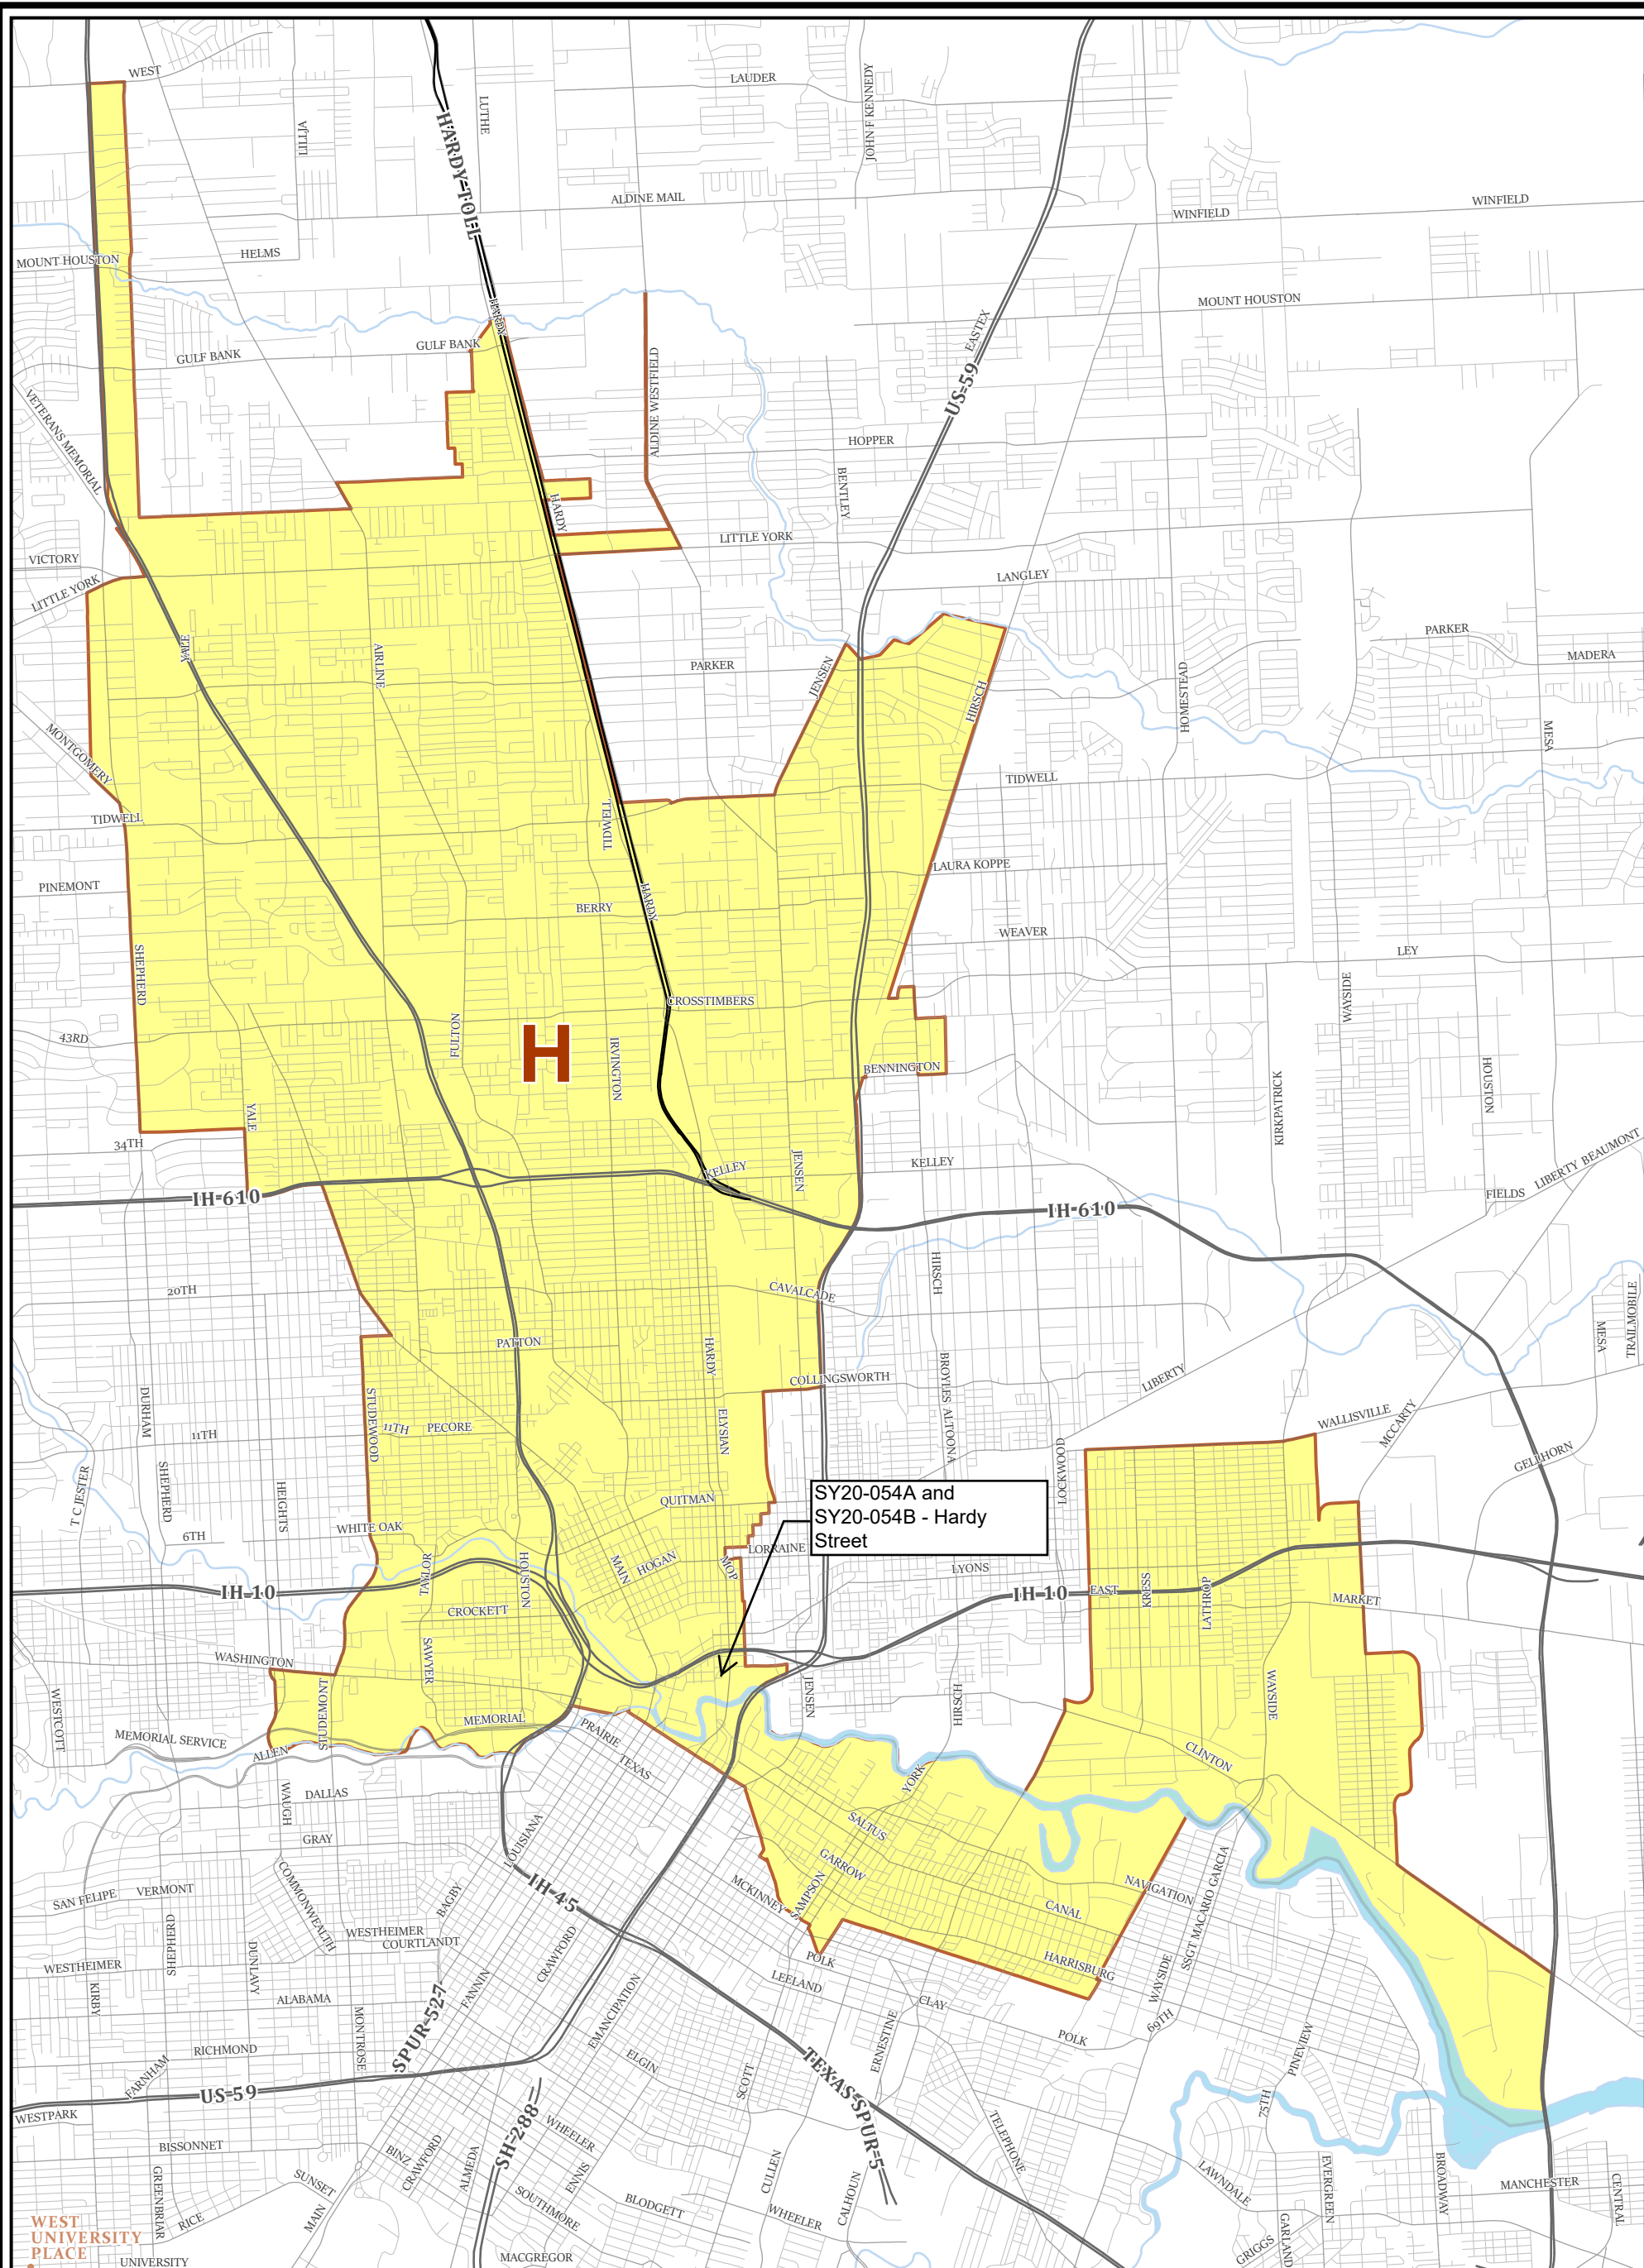 WEST
LAUDER
JOHN F KENNEDY
LUTHE
LILLJA
HARDY TOLL
ALDINE MAIL
WINFIELD
WINFIELD
HELMS
MOUNT HOUSTON
MOUNT HOUSTON
HARDY
EASTEX
US-59
GULF BANK
GULF BANK
ALDINE WESTFIELD
VETERANS MEMORIAL
HOPPER
BENTLEY
HARDY
LITTLE YORK
VICTORY
LITTLE YORK
LANGLEY
YALE
AIRLINE
PARKER
JENSEN
HIRSCH
HOMESTEAD
PARKER
MADERA
MESA
MONTGOMERY
TIDWELL
TIDWELL
TIDWELL
LAURA KOPPE
PINEMONT
HARDY
BERRY
WEAVER
LEY
SHEPHERD
WAYSIDE
CROSSTIMBERS
43RD
FULTON
H
IRVINGTON
BENNINGTON
KIRKPATRICK
HOUSTON
YALE
34TH
KELLEY
JENSEN
KELLEY
LIBERTY BEAUMONT
FIELDS
IH-610
IH-610
HIRSCH
20TH
CAVALCADE
MESA
TRAILMOBILE
PATTON
HARDY
COLLINGSWORTH
BROYLES ALTOONA
LIBERTY
DURHAM
STUDEWOOD
11TH
11TH
PECORE
ELYSIAN
WALLISVILLE
MCCARTY
GELLHORN
LOCKWOOD
T C JESTER
SHEPHERD
HEIGHTS
QUITMAN
SY20-054A and
SY20-054B - Hardy
Street
6TH
WHITE OAK
LORRAINE
MAIN
HOGAN
MOP
LYONS
TAYLOR
HOUSTON
IH-10
IH-10
EAST
KRESS
LATHROP
MARKET
CROCKETT
WASHINGTON
SAWYER
WESTCOTT
STUDEMONT
JENSEN
HIRSCH
WAYSIDE
MEMORIAL
PRAIRIE
MEMORIAL SERVICE
ALLEN
TEXAS
CLINTON
YORK
WAUGH
DALLAS
SALTUS
GRAY
LOUISIANA
GARROW
SAN FELIPE
VERMONT
COMMONWEALTH
BAGBY
IH-45
MCKINNEY
SAMPSON
NAVIGATION
CANAL
SSGT MACARIO GARCIA
WESTHEIMER
COURTLANDT
SHEPHERD
DUNLAVY
WESTHEIMER
CRAWFORD
POLK
HARRISBURG
LEELAND
WAYSIDE
KIRBY
FANNIN
ALABAMA
MONTROSE
SPUR-527
EMANCIPATION
CLAY
69TH
POLK
ERNESTINE
RICHMOND
FARNHAM
US-59
ELGIN
TEXAS SPUR-5
PINEVIEW
SCOTT
75TH
WESTPARK
SH-288
WHEELER
TELEPHONE
BISSONNET
BINZ
CRAWFORD
ALMEDA
ENNIS
CULLEN
CALHOUN
LAWNDALE
EVERGREEN
BROADWAY
MANCHESTER
CENTRAL
GREENBRIAR
SUNSET
RICE
MAIN
SOUTHMORE
BLODGETT
WHEELER
GRIGGS
GARLAND
WEST
UNIVERSITY
PLACE
UNIVERSITY
MACGREGOR